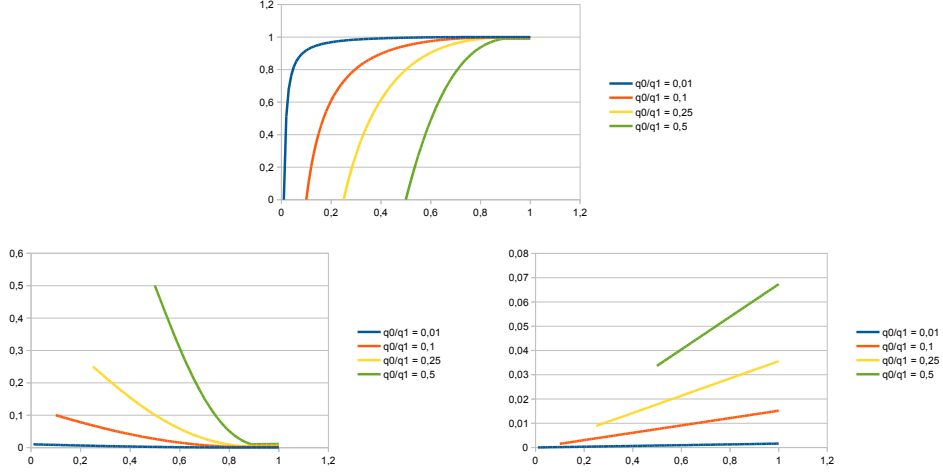 1,2
1
0,8
0,6
0,4
0,2
0
0 0,2 0,4 0,6 0,8 1 1,2
q0/q1 = 0,01
q0/q1 = 0,1
q0/q1 = 0,25
q0/q1 = 0,5
0,6
0,5
0,4
0,3
0,2
0,1
0
0 0,2 0,4 0,6 0,8 1 1,2
q0/q1 = 0,01
q0/q1 = 0,1
q0/q1 = 0,25
q0/q1 = 0,5
0,08
0,07
0,06
0,05
0,04
0,03
0,02
0,01
0
0 0,2 0,4 0,6 0,8 1 1,2
q0/q1 = 0,01
q0/q1 = 0,1
q0/q1 = 0,25
q0/q1 = 0,5